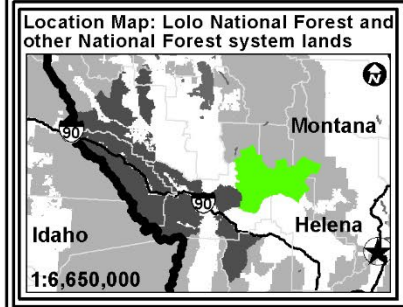 Location Map: Lolo National Forest and
other National Forest system lands
N
90
Montana
90
Helena
Idaho
1:6,650,000